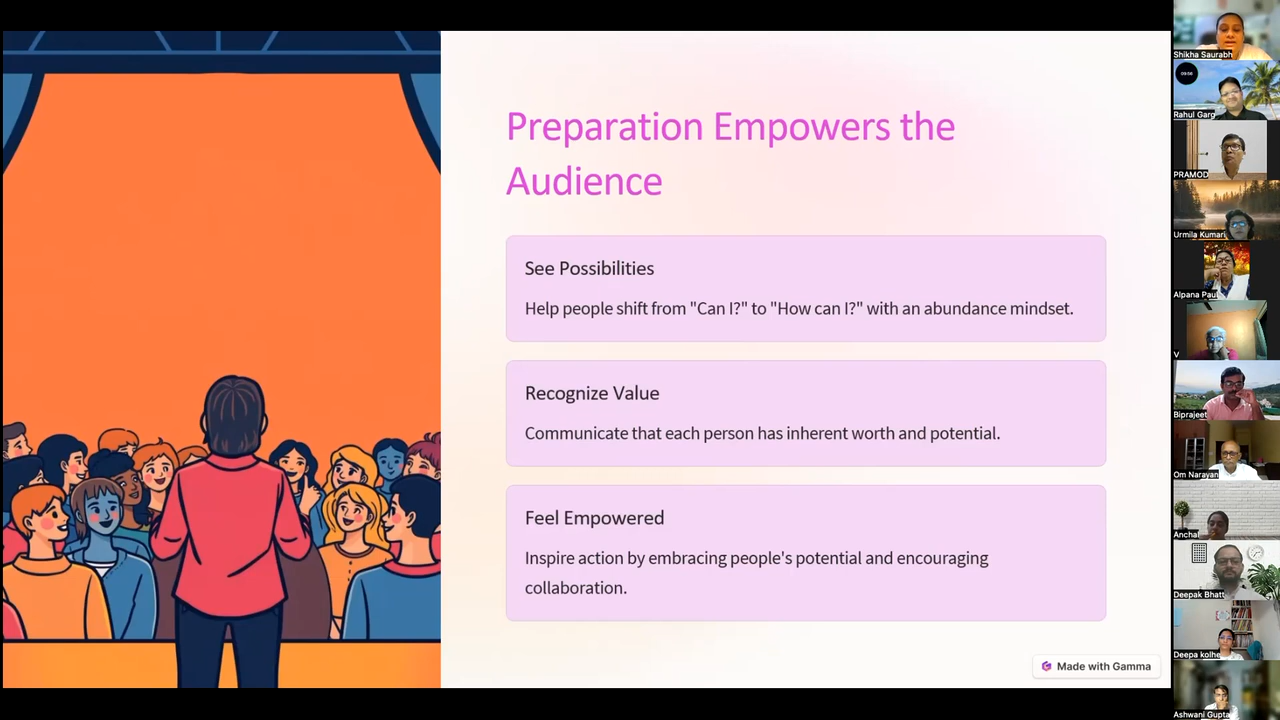 Preparation Empowers the
Audience
See Possibilities
Help people shift from "Can I?" to "How can I?" with an abundance mindset.
Recognize Value
Communicate that each person has inherent worth and potential.
Feel Empowered
Inspire action by embracing people's potential and encouraging
collaboration.
Made with Gamma
Shikha Saurabh
09:56
Rahul Garg
PRAMOD
Urmila Kumari
Alpana Paul
V
Biprajeet
Om Narayan
Anchal
Deepak Bhatt
Deepa kolhe
Ashwani Gupta